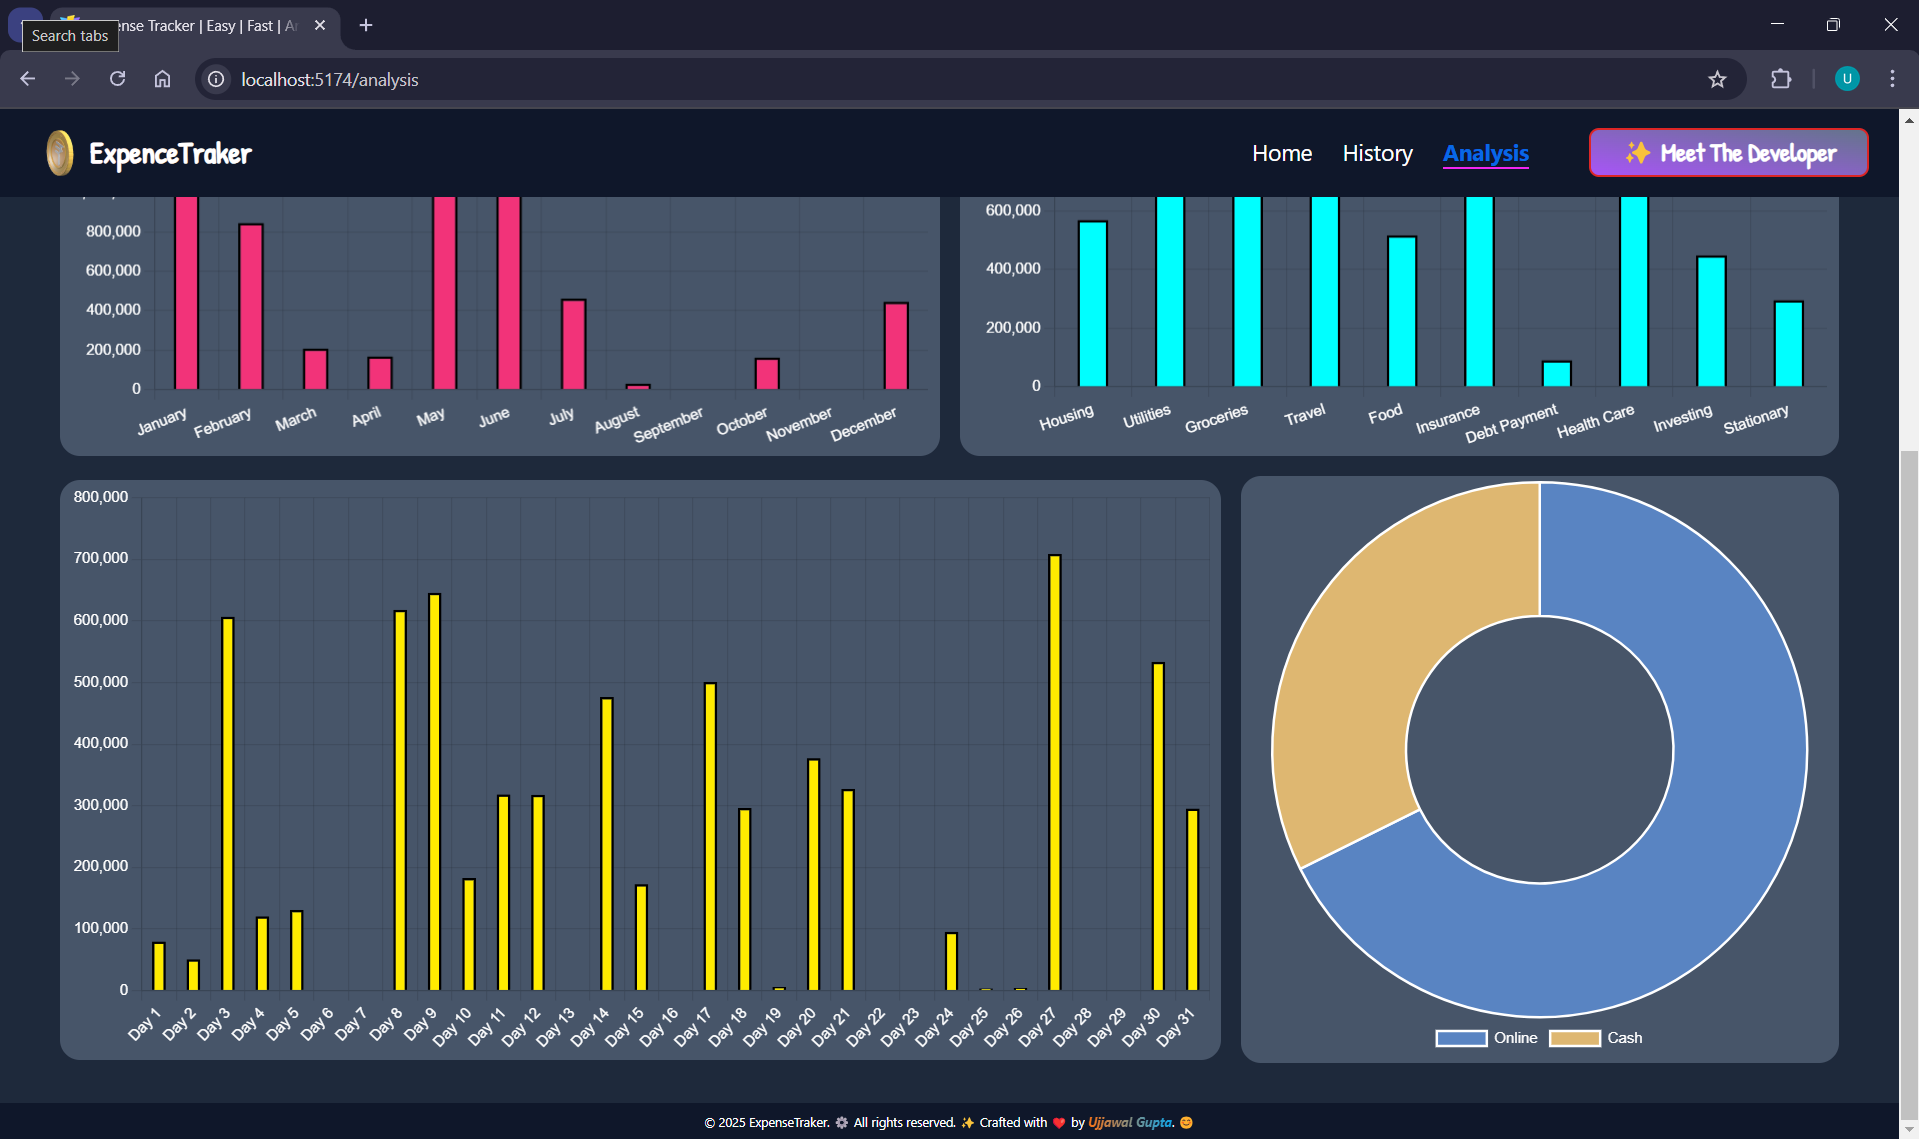 ense Tracker | Easy | Fast | Ar
Search tabs
localhost:5174/analysis
U
ExpenceTraker
Home History Analysis ✨ Meet The Developer
800,000
600,000
400,000
200,000
0
January February March April May June July August September October November December
600,000
400,000
200,000
0
Housing Utilities Groceries Travel Food Insurance Debt Payment Health Care Investing Stationary
800,000
700,000
600,000
500,000
400,000
300,000
200,000
100,000
0
Day 1 Day 2 Day 3 Day 4 Day 5 Day 6 Day 7 Day 8 Day 9 Day 10 Day 11 Day 12 Day 13 Day 14 Day 15 Day 16 Day 17 Day 18 Day 19 Day 20 Day 21 Day 22 Day 23 Day 24 Day 25 Day 26 Day 27 Day 28 Day 29 Day 30 Day 31
Online Cash
© 2025 ExpenseTraker. ⚙️ All rights reserved. ✨ Crafted with ❤️ by Ujjawal Gupta. 😊